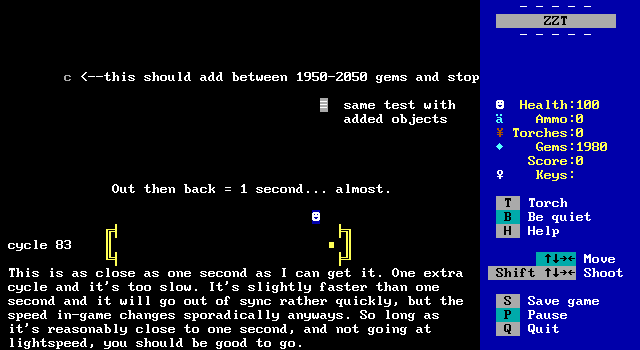 ZZT
c <--this should add between 1950-2050 gems and stop
same test with
added objects
Health:100
Ammo:0
Torches:0
Gems:1980
Score:0
Keys:
Out then back = 1 second... almost.
cycle 83
T Torch
B Be quiet
H Help
↑↓→← Move
Shift ↑↓→← Shoot
S Save game
P Pause
Q Quit
This is as close as one second as I can get it. One extra
cycle and it's too slow. It's slightly faster than one
second and it will go out of sync rather quickly, but the
speed in-game changes sporadically anyways. So long as
it's reasonably close to one second, and not going at
lightspeed, you should be good to go.